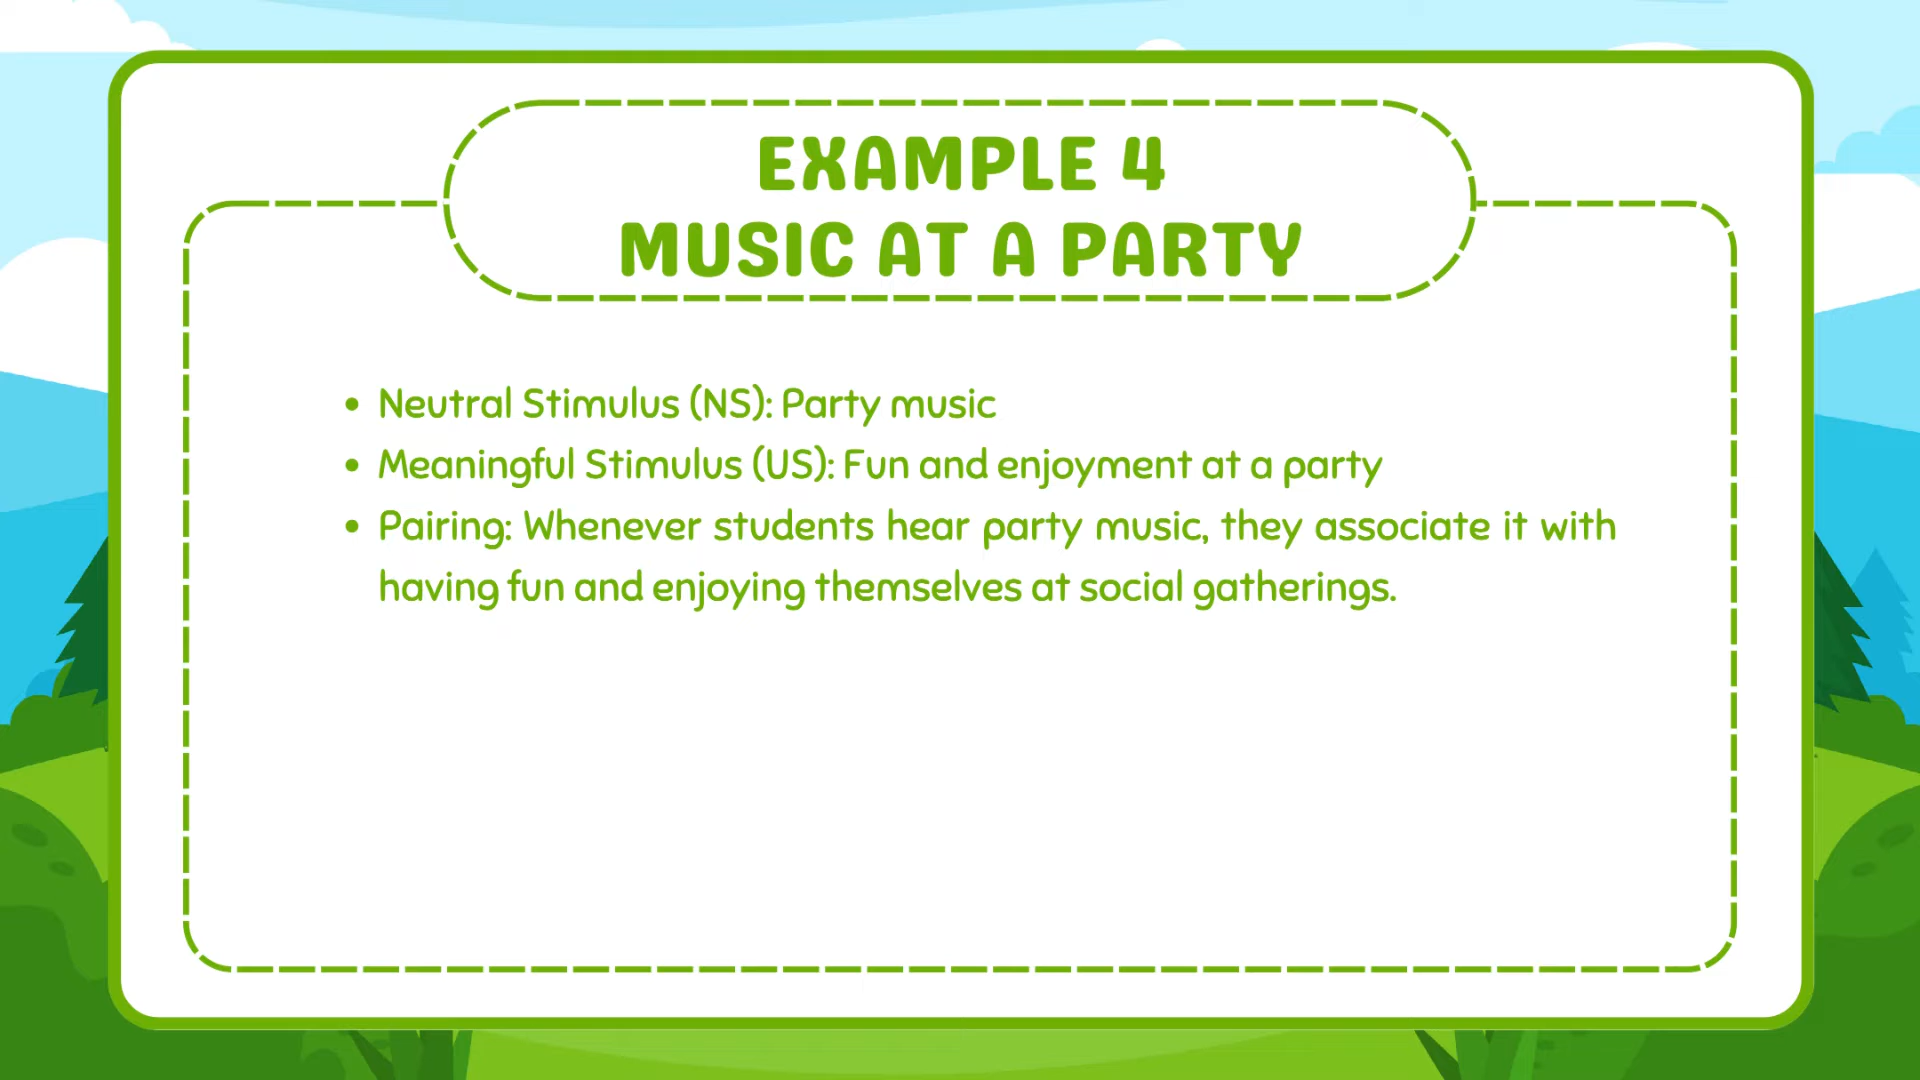 EXAMPLE 4
MUSIC AT A PARTY
• Neutral Stimulus (NS): Party music
• Meaningful Stimulus (US): Fun and enjoyment at a party
• Pairing: Whenever students hear party music, they associate it with
having fun and enjoying themselves at social gatherings.